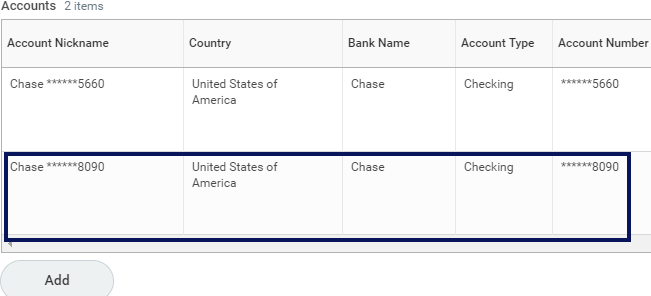 Accounts 2 items
Account Nickname Country Bank Name Account Type Account Number
Chase ******5660 United States of Chase Checking ******5660
America
Chase ******8090 United States of Chase Checking ******8090
America
Add